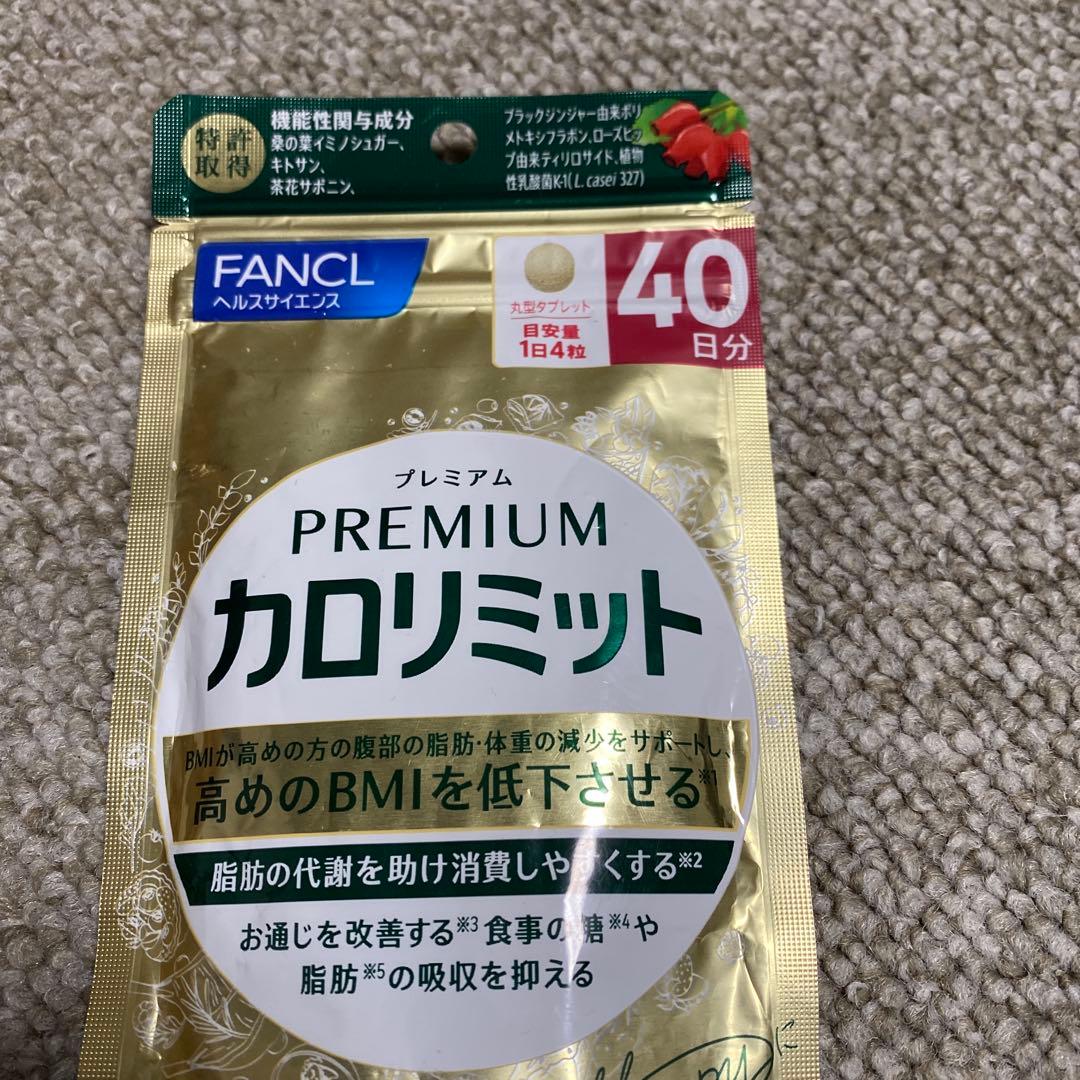 特許
取得
機能性関与成分
桑の葉イミノシュガー、
キトサン、
茶花サポニン、
ブラックジンジャー由来ポリ
メトキシフラボン、ローズヒッ
プ由来ティリロサイド、植物
性乳酸菌K-1(L. casei 327)
FANCL
ヘルスサイエンス
丸型タブレット
目安量
1日4粒
40
日分
プレミアム
PREMIUM
カロリミット
BMIが高めの方の腹部の脂肪・体重の減少をサポートし、
高めのBMIを低下させる※1
脂肪の代謝を助け消費しやすくする※2
お通じを改善する※3 食事の糖※4や
脂肪※5の吸収を抑える
に